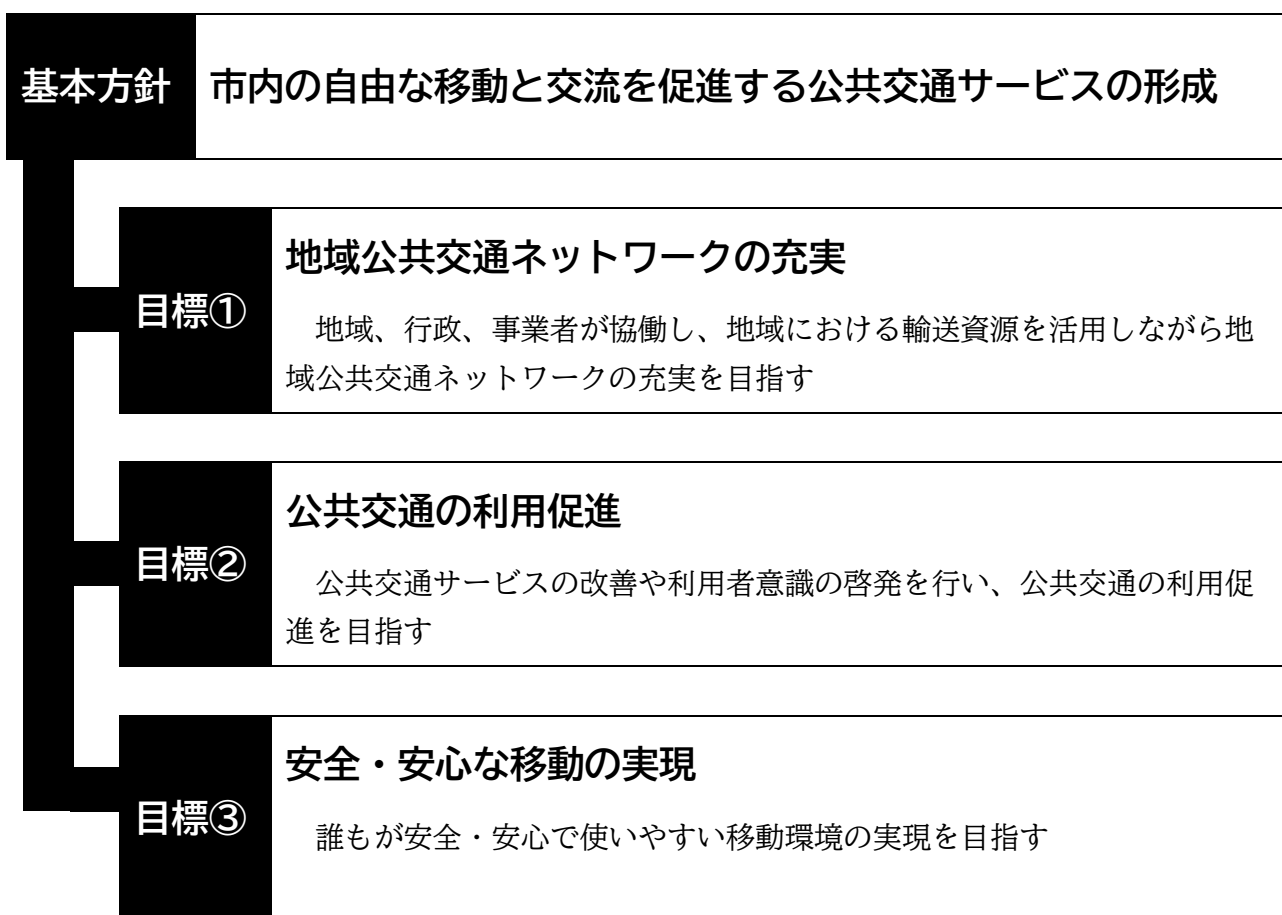 基本方針 市内の自由な移動と交流を促進する公共交通サービスの形成
目標① 地域公共交通ネットワークの充実
　地域、行政、事業者が協働し、地域における輸送資源を活用しながら地
域公共交通ネットワークの充実を目指す
目標② 公共交通の利用促進
　公共交通サービスの改善や利用者意識の啓発を行い、公共交通の利用促
進を目指す
目標③ 安全・安心な移動の実現
　誰もが安全・安心で使いやすい移動環境の実現を目指す